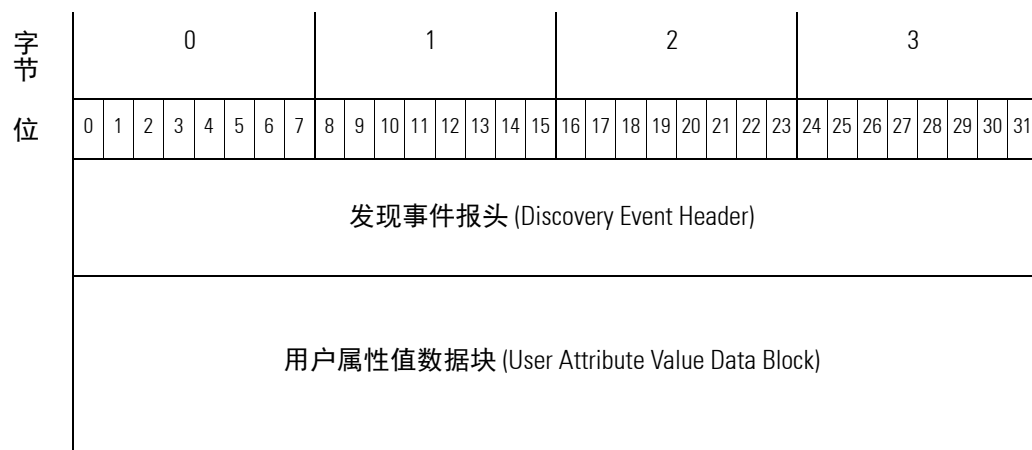 字节 0 1 2 3
位 0 1 2 3 4 5 6 7 8 9 10 11 12 13 14 15 16 17 18 19 20 21 22 23 24 25 26 27 28 29 30 31
发现事件报头 (Discovery Event Header)
用户属性值数据块 (User Attribute Value Data Block)